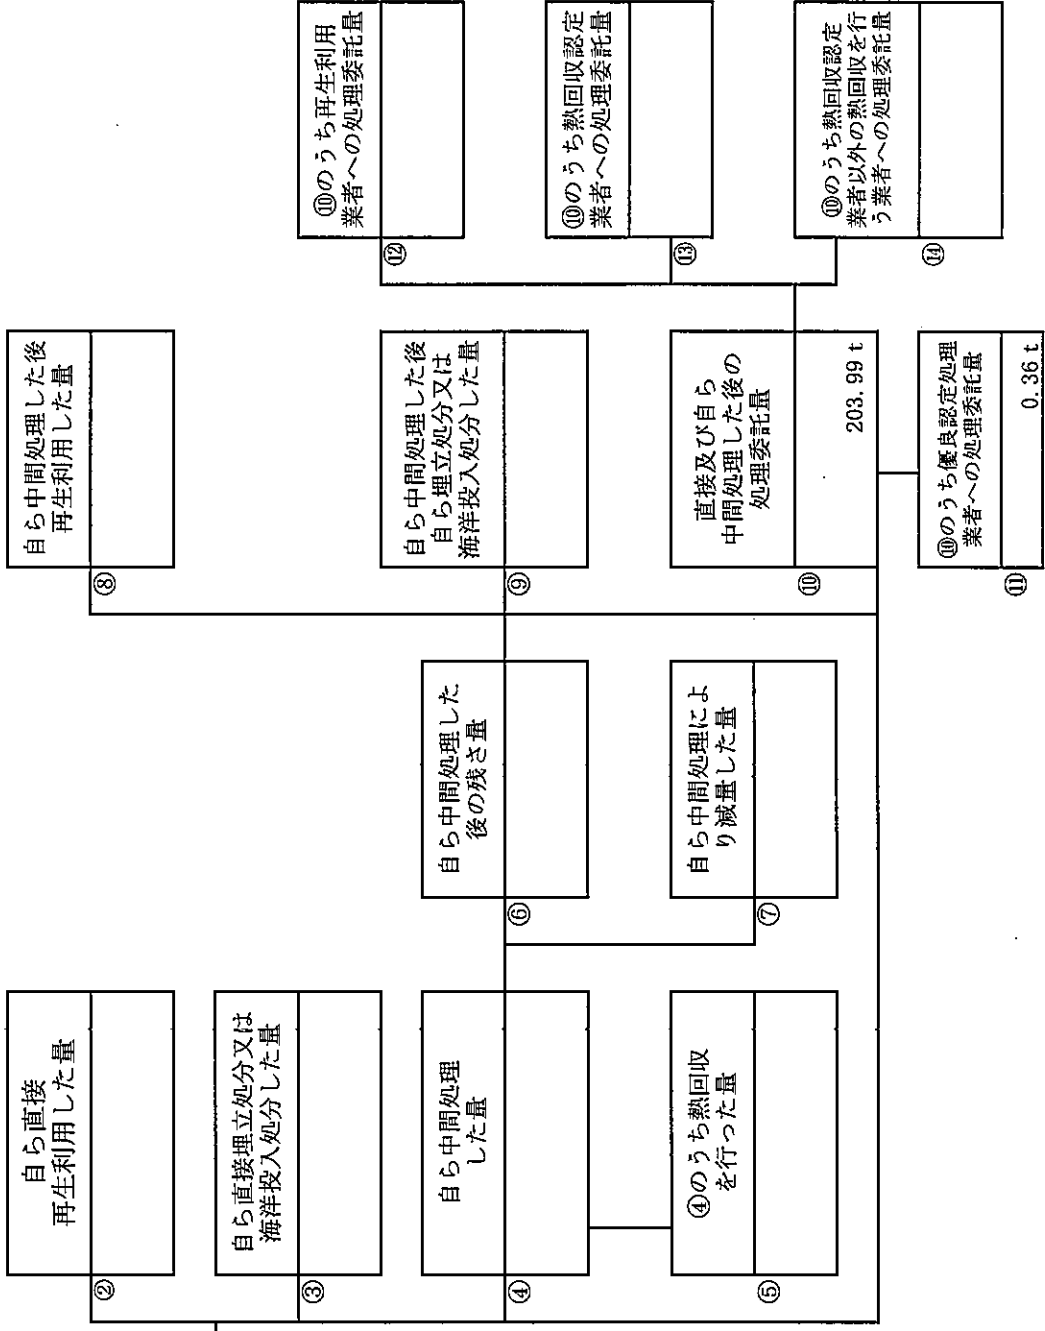 ②
自ら直接
再生利用した量
③
自ら直接埋立処分又は
海洋投入処分した量
④
自ら中間処理
した量
⑤
④のうち熱回収
を行った量
⑥
自ら中間処理した
後の残さ量
⑦
自ら中間処理によ
り減量した量
⑧
自ら中間処理した後
再生利用した量
⑨
自ら中間処理した後
自ら埋立処分又は
海洋投入処分した量
⑩
直接及び自ら
中間処理した後の
処理委託量
203.99 t
⑪
⑩のうち優良認定処理
業者への処理委託量
0.36 t
⑫
⑩のうち再生利用
業者への処理委託量
⑬
⑩のうち熱回収認定
業者への処理委託量
⑭
⑩のうち熱回収認定
業者以外の熱回収を行
う業者への処理委託量